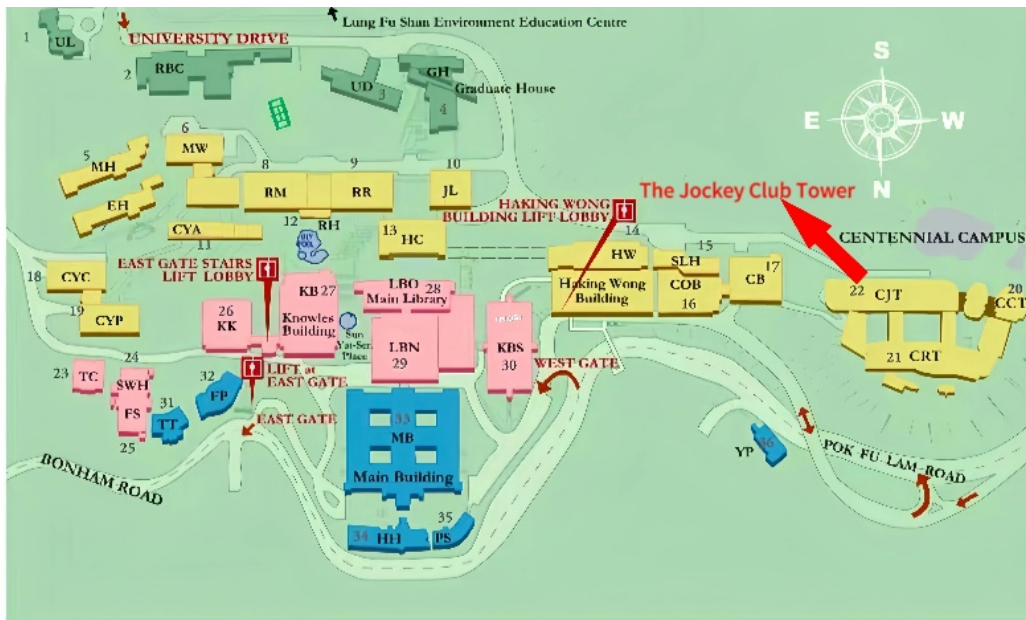 Lung Fu Shan Environment Education Centre
1
UL
UNIVERSITY DRIVE
2
RBC
UD
3
GH
Graduate House
4
S
E
W
N
5
MH
6
MW
EH
7
8
RM
9
RR
10
JL
The Jockey Club Tower
HAKING WONG
BUILDING LIFT LOBBY
CYA
11
12
RH
LILY
POOL
13
HC
14
HW
Haking Wong
Building
15
SLH
COB
16
17
CB
CENTENNIAL CAMPUS
EAST GATE STAIRS
LIFT LOBBY
18
CYC
19
CYP
20
CCT
22
CJT
21
CRT
26
KK
KB
27
Knowles
Building
LBO
28
Main Library
Sun
Yat-Sen
Place
LBN
29
KBS
30
WEST GATE
23
TC
24
SWH
FS
25
31
TT
32
FP
LIFT at
EAST GATE
EAST GATE
33
MB
Main Building
34
HH
35
PS
YP
36
BONHAM ROAD
POK FU LAM ROAD